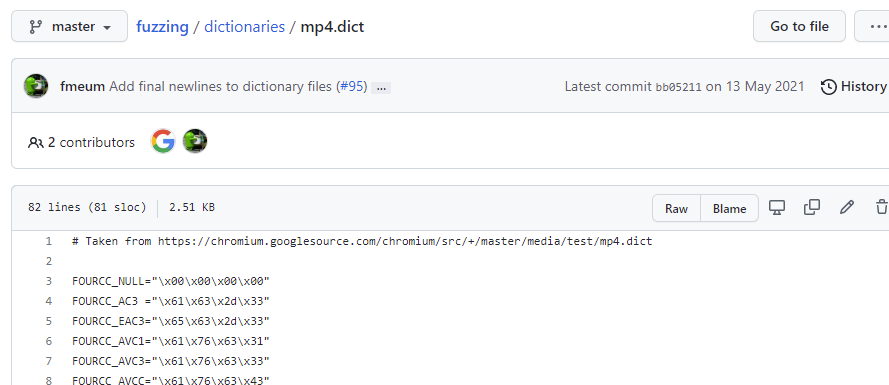 master fuzzing / dictionaries / mp4.dict Go to file ...
fmeum Add final newlines to dictionary files (#95) ... Latest commit bb05211 on 13 May 2021 History
2 contributors
82 lines (81 sloc) 2.51 KB Raw Blame
1 # Taken from https://chromium.googlesource.com/chromium/src/+/master/media/test/mp4.dict
2
3 FOURCC_NULL="\x00\x00\x00\x00"
4 FOURCC_AC3 ="\x61\x63\x2d\x33"
5 FOURCC_EAC3="\x65\x63\x2d\x33"
6 FOURCC_AVC1="\x61\x76\x63\x31"
7 FOURCC_AVC3="\x61\x76\x63\x33"
8 FOURCC_AVCC="\x61\x76\x63\x43"